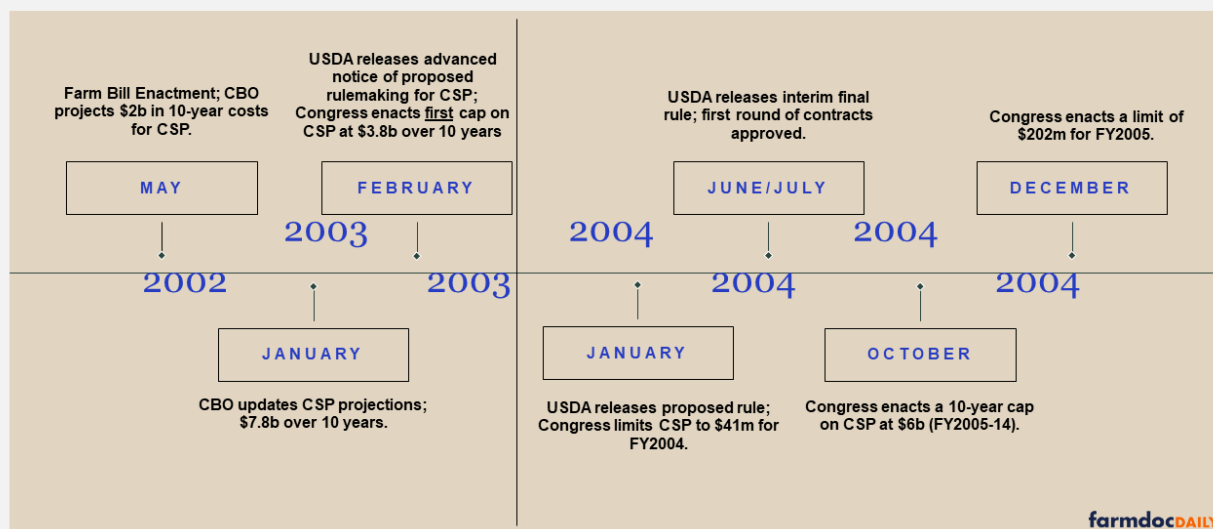 Farm Bill Enactment; CBO
projects $2b in 10-year costs
for CSP.
MAY
2002
2003
JANUARY
CBO updates CSP projections;
$7.8b over 10 years.
USDA releases advanced
notice of proposed
rulemaking for CSP;
Congress enacts first cap on
CSP at $3.8b over 10 years
FEBRUARY
2003
2004
JANUARY
USDA releases proposed rule;
Congress limits CSP to $41m for
FY2004.
USDA releases interim final
rule; first round of contracts
approved.
JUNE/JULY
2004
2004
OCTOBER
Congress enacts a 10-year cap
on CSP at $6b (FY2005-14).
Congress enacts a limit of
$202m for FY2005.
DECEMBER
2004
farmdocDAILY